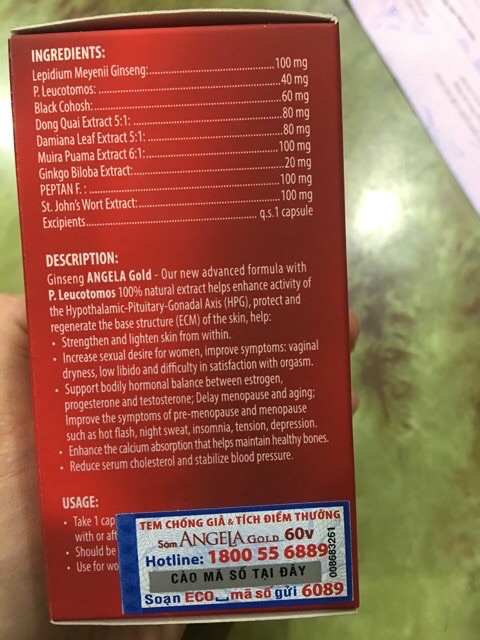 INGREDIENTS:
Lepidium Meyenii Ginseng:................................100 mg
P. Leucotomos: ..................................................40 mg
Black Cohosh:......................................................60 mg
Dong Quai Extract 5:1: .......................................80 mg
Damiana Leaf Extract 5:1: ..................................80 mg
Muira Puama Extract 6:1:..................................100 mg
Ginkgo Biloba Extract:........................................20 mg
PEPTAN F. : ........................................................100 mg
St. John's Wort Extract:.....................................100 mg
Excipients................................................... q.s.1 capsule
DESCRIPTION:
Ginseng ANGELA Gold - Our new advanced formula with
P. Leucotomos 100% natural extract helps enhance activity of
the Hypothalamic-Pituitary-Gonadal Axis (HPG), protect and
regenerate the base structure (ECM) of the skin, help:
• Strengthen and lighten skin from within.
• Increase sexual desire for women, improve symptoms: vaginal
dryness, low libido and difficulty in satisfaction with orgasm.
• Support bodily hormonal balance between estrogen,
progesterone and testosterone; Delay menopause and aging;
Improve the symptoms of pre-menopause and menopause
such as hot flash, night sweat, insomnia, tension, depression.
• Enhance the calcium absorption that helps maintain healthy bones.
• Reduce serum cholesterol and stabilize blood pressure.
USAGE:
• Take 1 cap
with or aft
• Should be
• Use for wo
TEM CHỐNG GIẢ & TÍCH ĐIỂM THƯỞNG
Sâm ANGELA GOLD 60v
Hotline: 1800 55 6889
CÀO MÃ SỐ TẠI ĐÂY
Soạn ECO⎵mã số gửi 6089
008683261